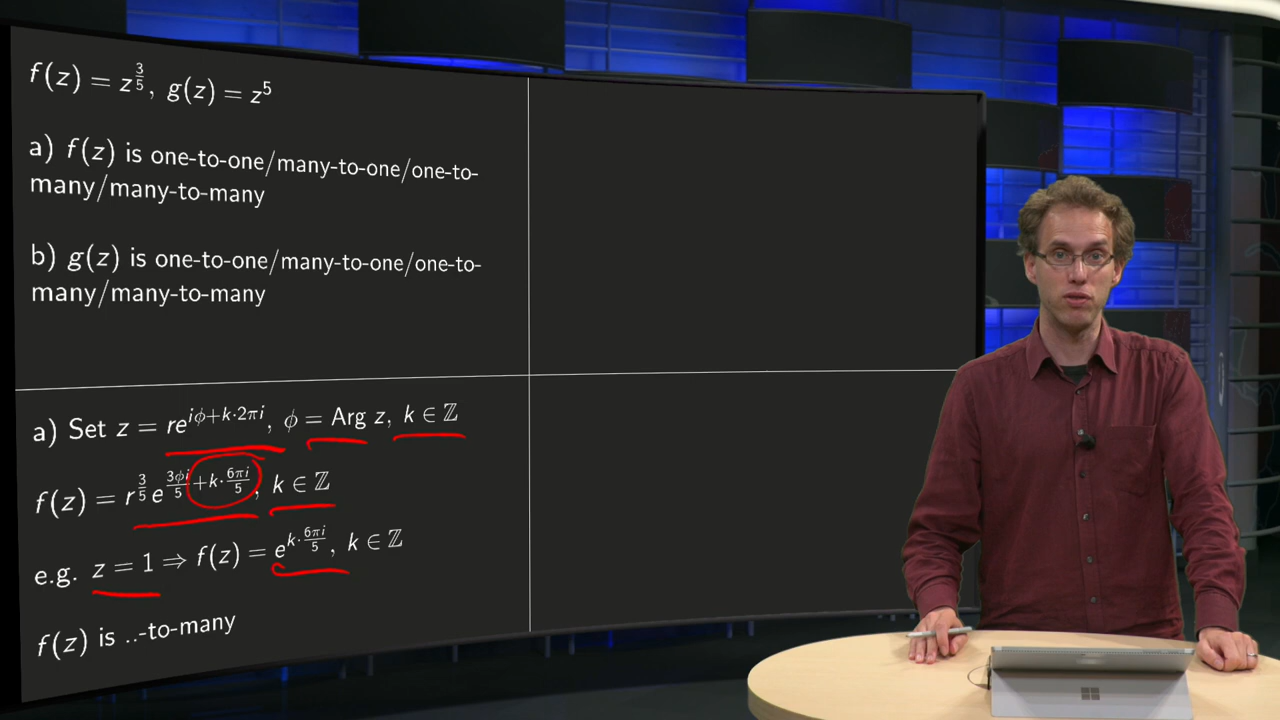 f(z) = z^{3/5}, g(z) = z^5
a) f(z) is one-to-one/many-to-one/one-to-
many/many-to-many
b) g(z) is one-to-one/many-to-one/one-to-
many/many-to-many
a) Set z = re^{iϕ+k·2πi}, ϕ = Arg z, k ∈ ℤ
f(z) = r^{3/5} e^{3ϕi/5 + k·6πi/5}, k ∈ ℤ
e.g. z = 1 ⇒ f(z) = e^{k·6πi/5}, k ∈ ℤ
f(z) is ..-to-many